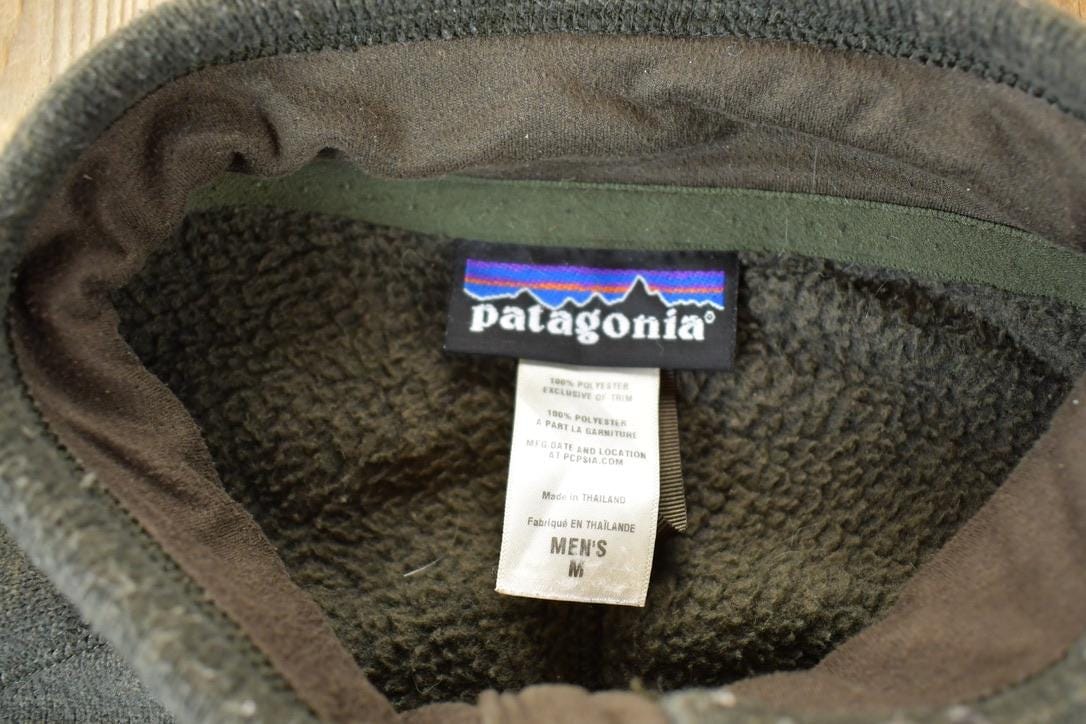 patagonia®
100% POLYESTER
EXCLUSIVE OF TRIM
100% POLYESTER
À PART LA GARNITURE
MFG DATE AND LOCATION
AT PCPSIA.COM
Made in THAILAND
Fabriqué EN THAÏLANDE
MEN'S
M